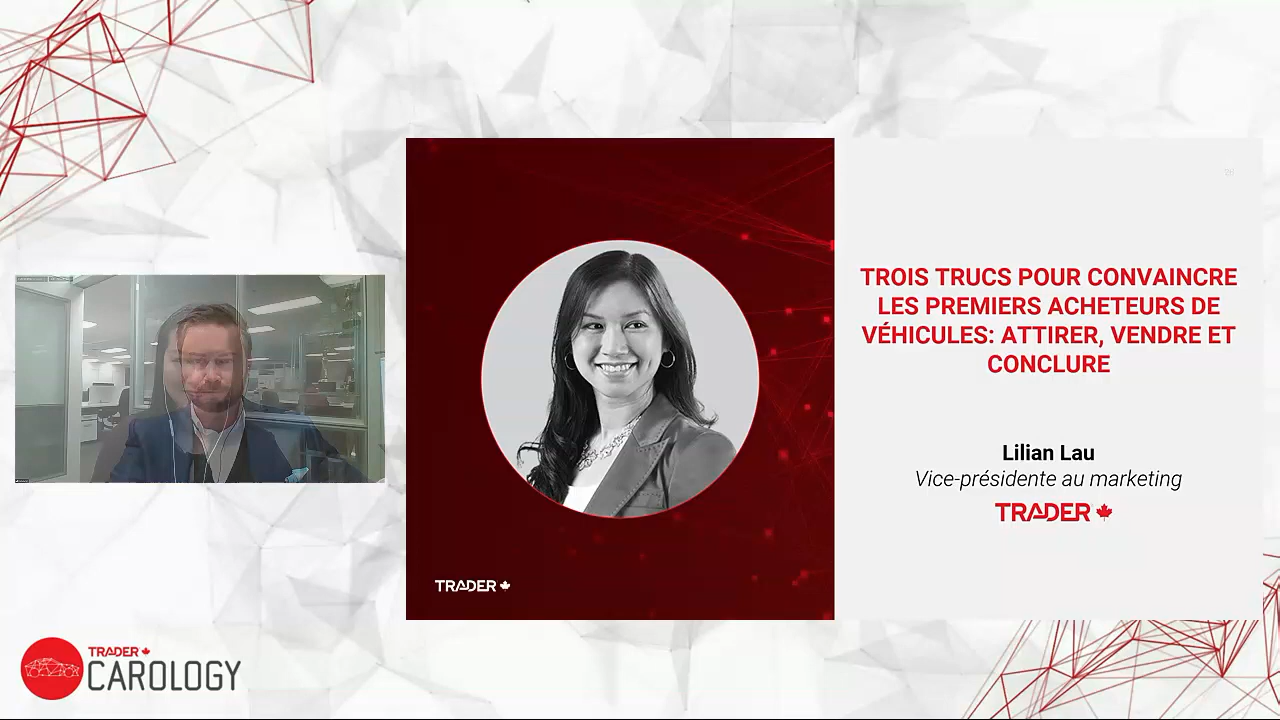 TROIS TRUCS POUR CONVAINCRE
LES PREMIERS ACHETEURS DE
VÉHICULES: ATTIRER, VENDRE ET
CONCLURE
Lilian Lau
Vice-présidente au marketing
TRADER
TRADER
TRADER
CAROLOGY